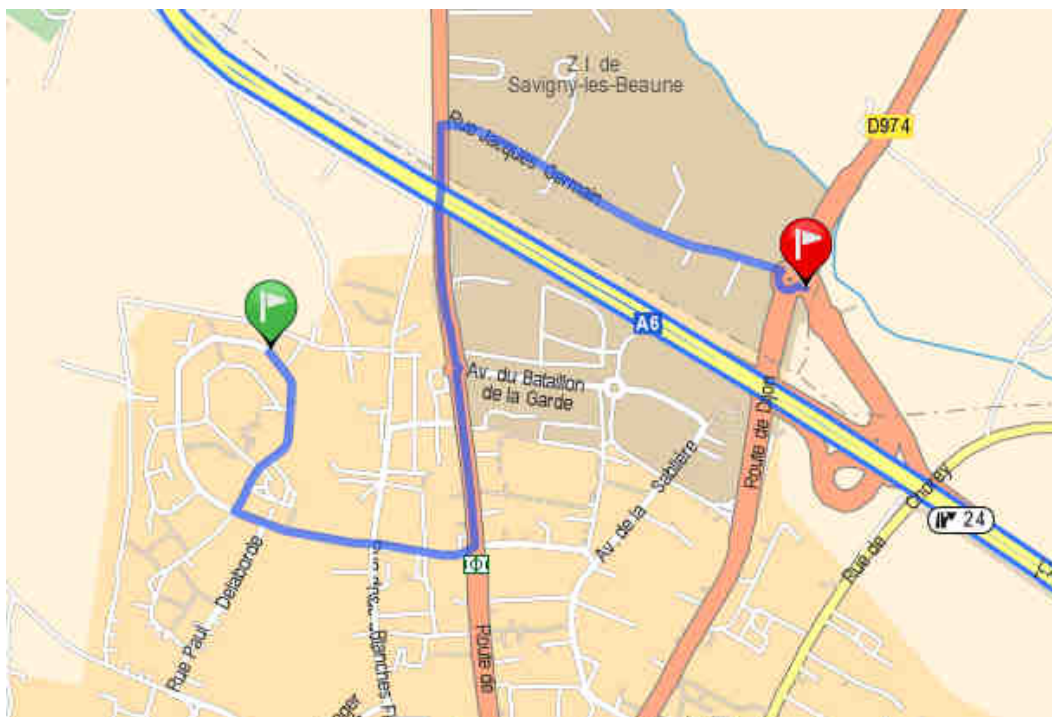 Z.I. de
Savigny-les-Beaune
D974
Rue Jacques Germain
A6
Av. du Bataillon
de la Garde
Route de Dijon
Av. de la Sablière
Chorey
24
Rue de
Rue Paul Delaborde
Blanches
Route de